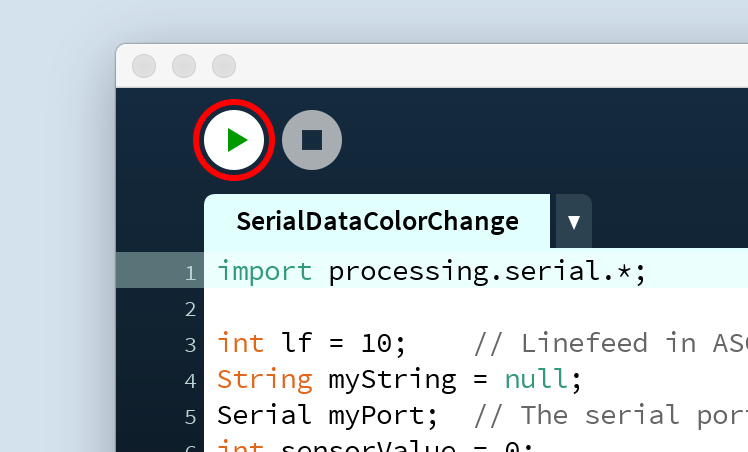 SerialDataColorChange ▼
1 import processing.serial.*;
2
3 int lf = 10; // Linefeed in ASC
4 String myString = null;
5 Serial myPort; // The serial port
6 int sensorValue = 0;